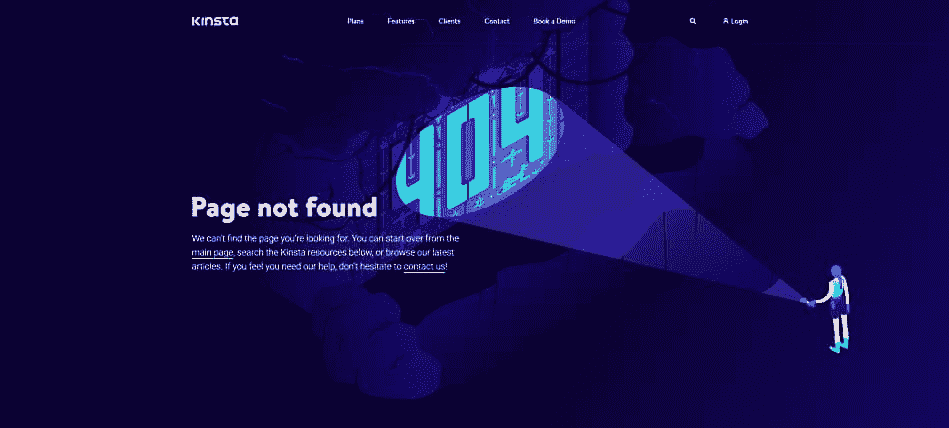 Kinsta
Plans
Features
Clients
Contact
Book a Demo
Login
404
Page not found
We can't find the page you're looking for. You can start over from the
main page, search the Kinsta resources below, or browse our latest
articles. If you feel you need our help, don't hesitate to contact us!